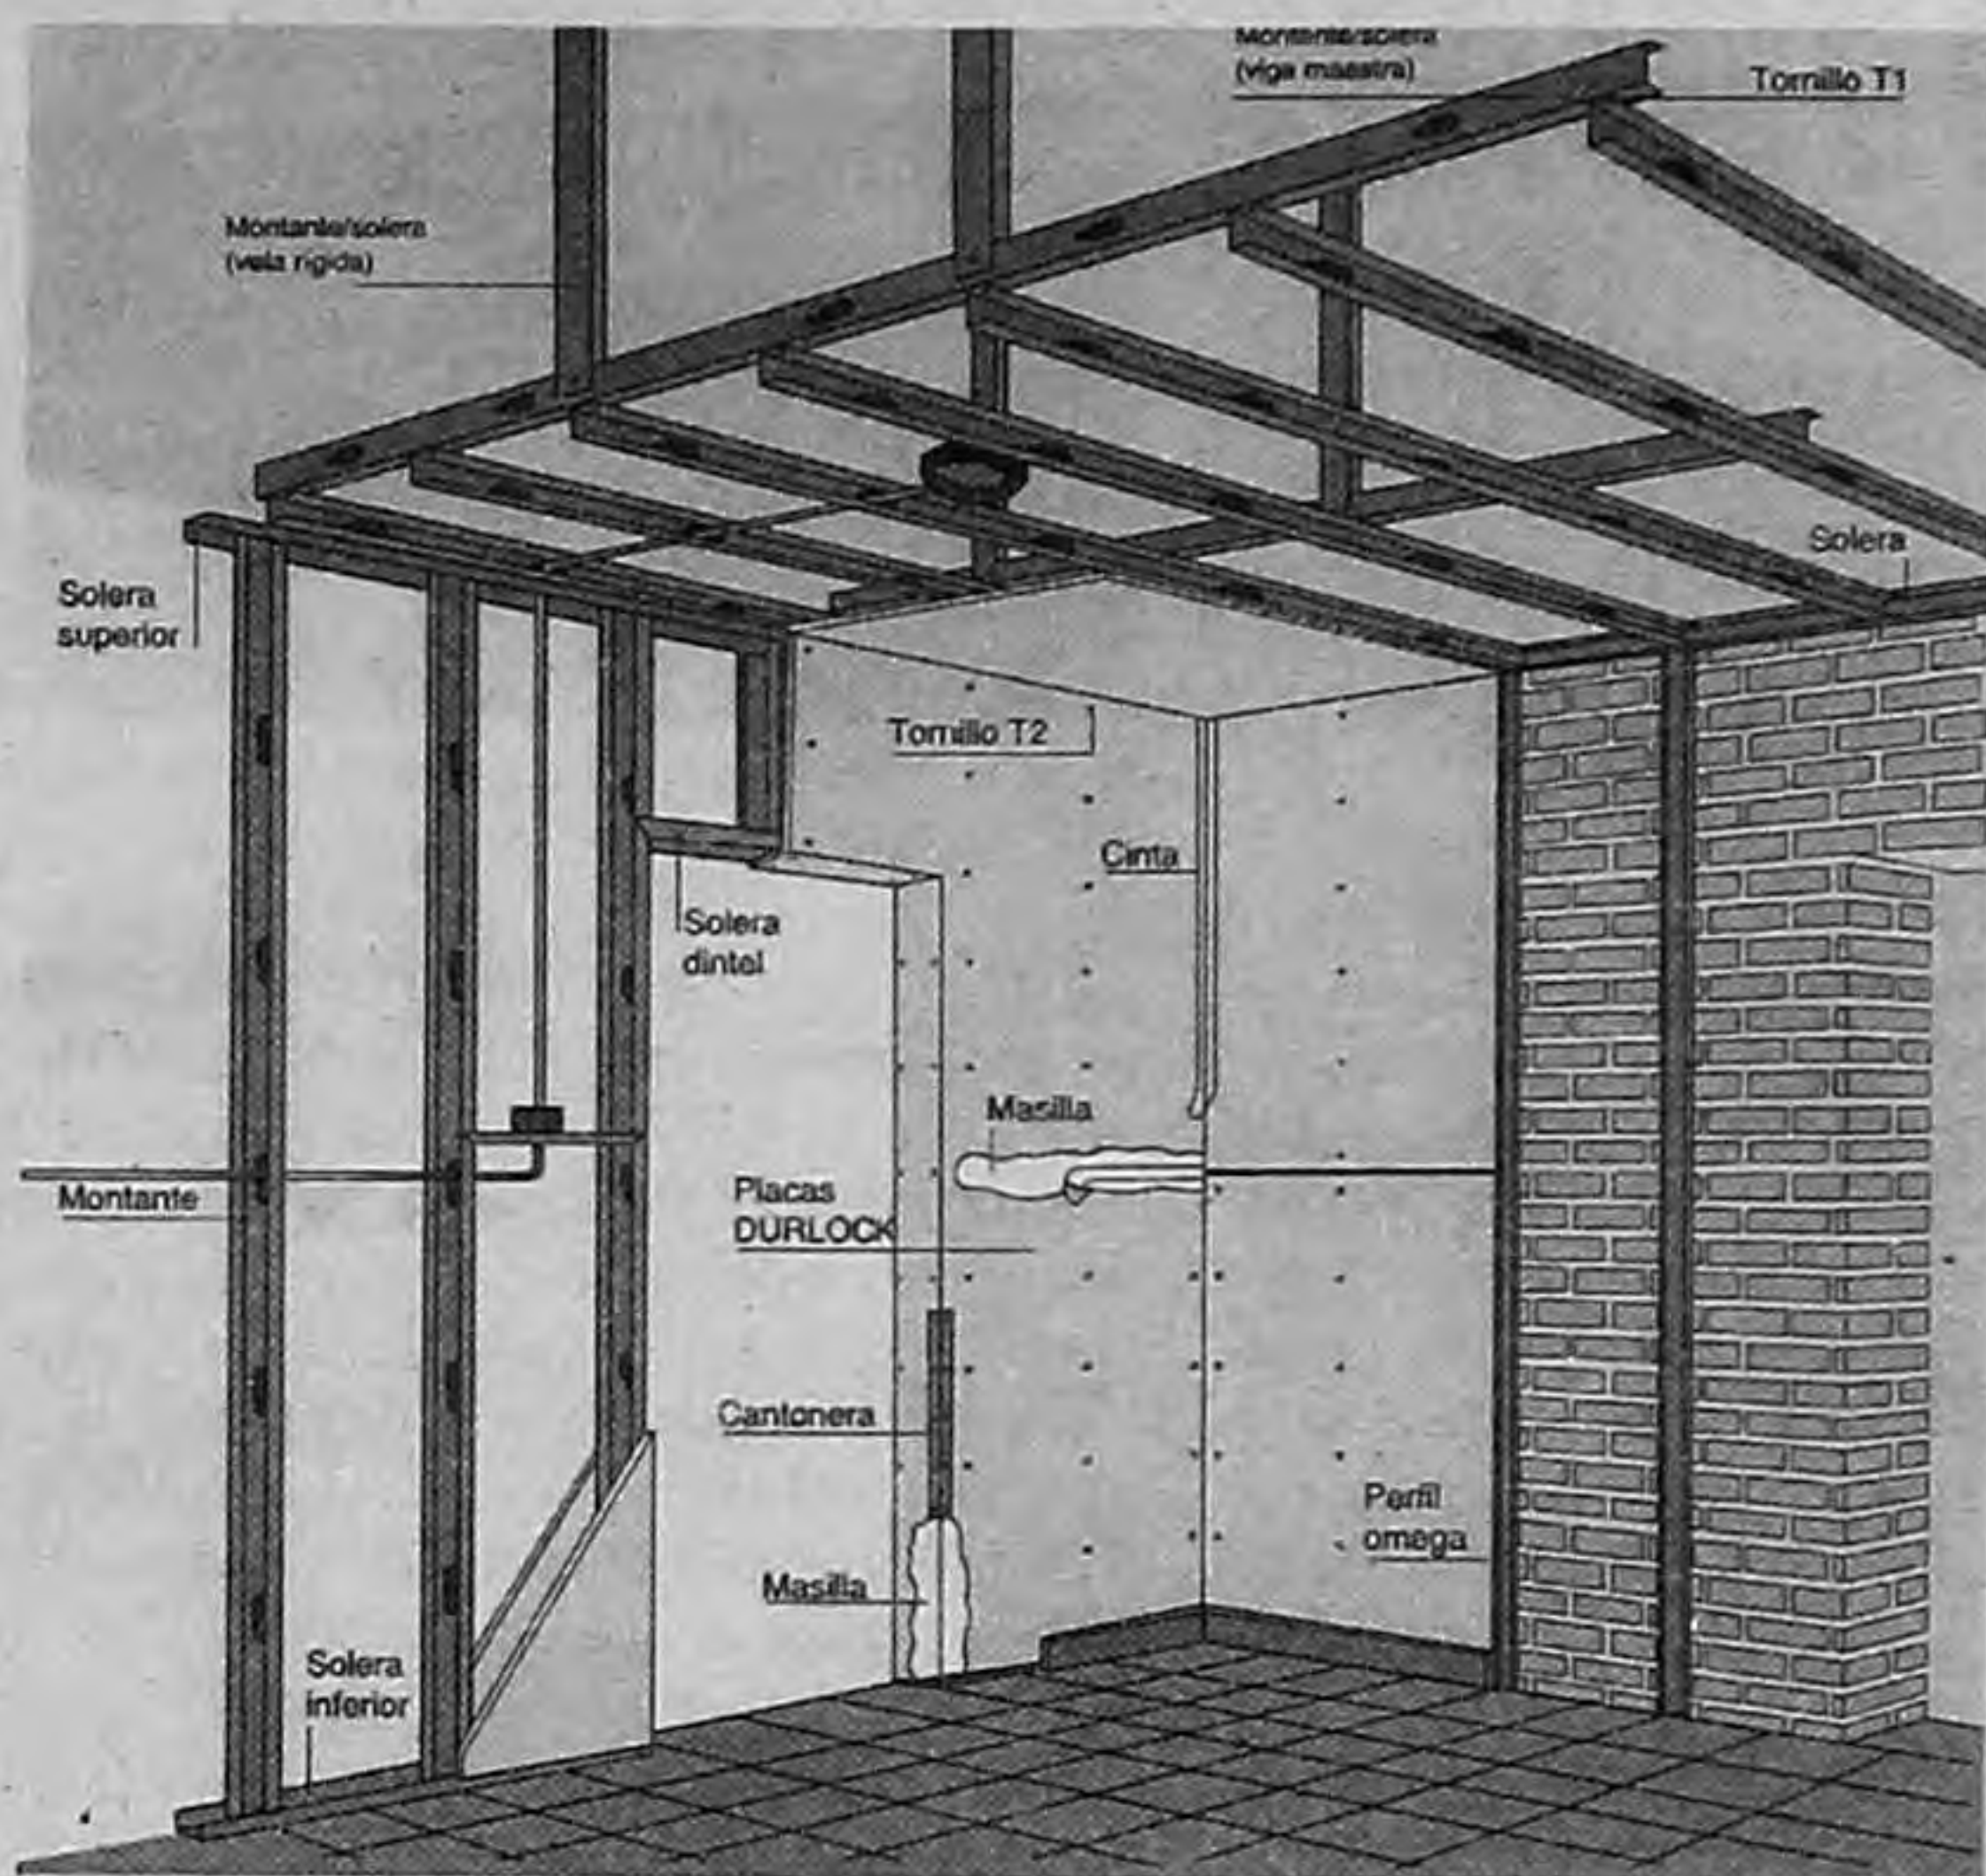 Montante/solera
(viga maestra)
Tornillo T1
Montante/solera
(vela rigida)
Solera
Solera
superior
Tornillo T2
Cinta
Solera
dintel
Masilla
Montante
Placas
DURLOCK
Cantonera
Perfil
omega
Masilla
Solera
inferior